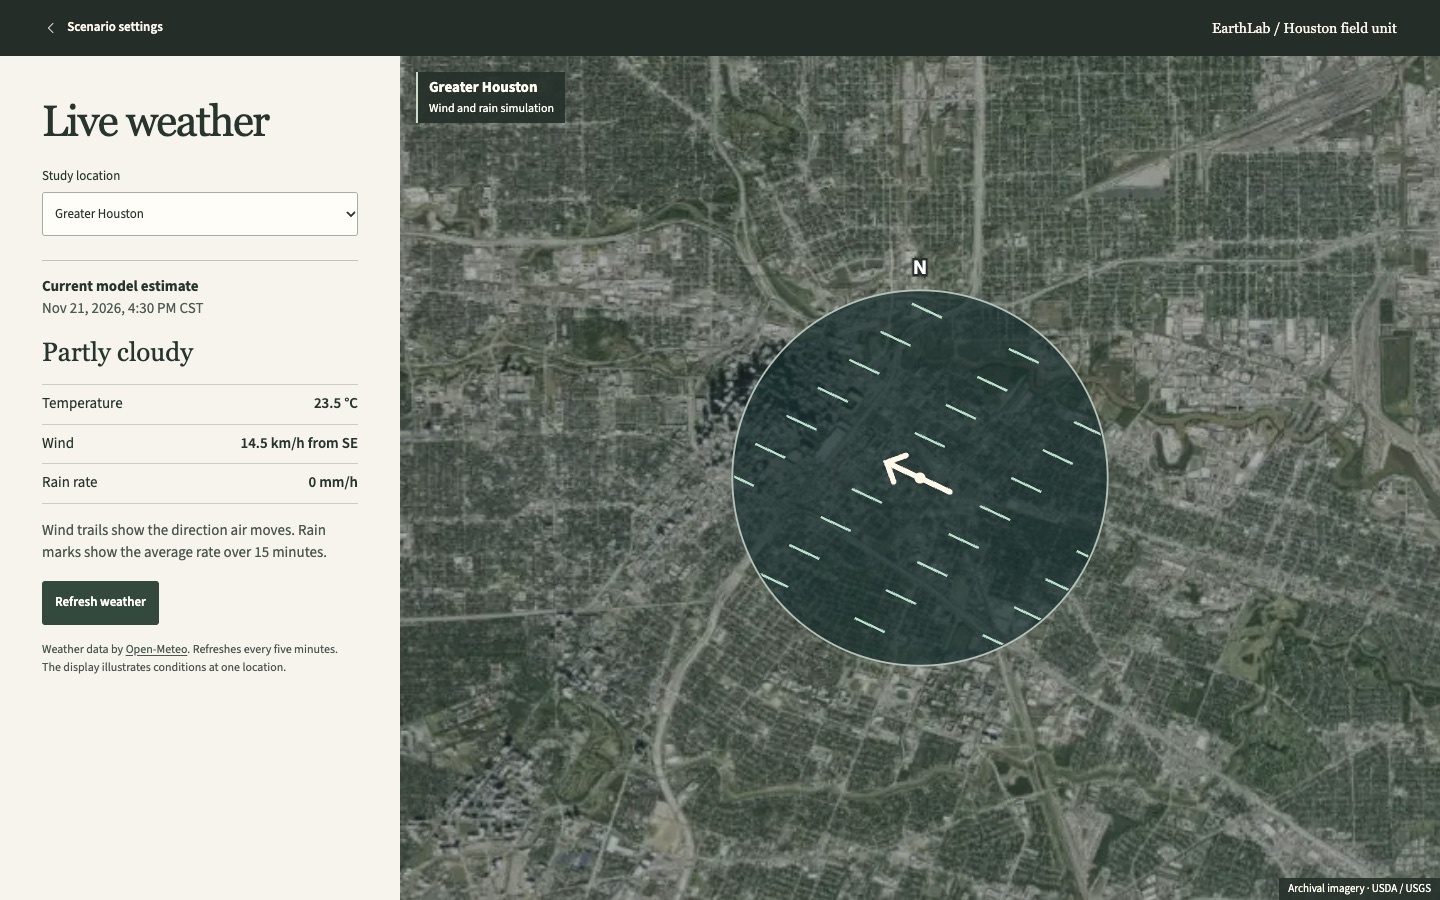 Scenario settings
EarthLab / Houston field unit
Live weather
Study location
Greater Houston
Current model estimate
Nov 21, 2026, 4:30 PM CST
Partly cloudy
Temperature 23.5 °C
Wind 14.5 km/h from SE
Rain rate 0 mm/h
Wind trails show the direction air moves. Rain
marks show the average rate over 15 minutes.
Refresh weather
Weather data by Open-Meteo. Refreshes every five minutes.
The display illustrates conditions at one location.
Greater Houston
Wind and rain simulation
N
Archival imagery · USDA / USGS